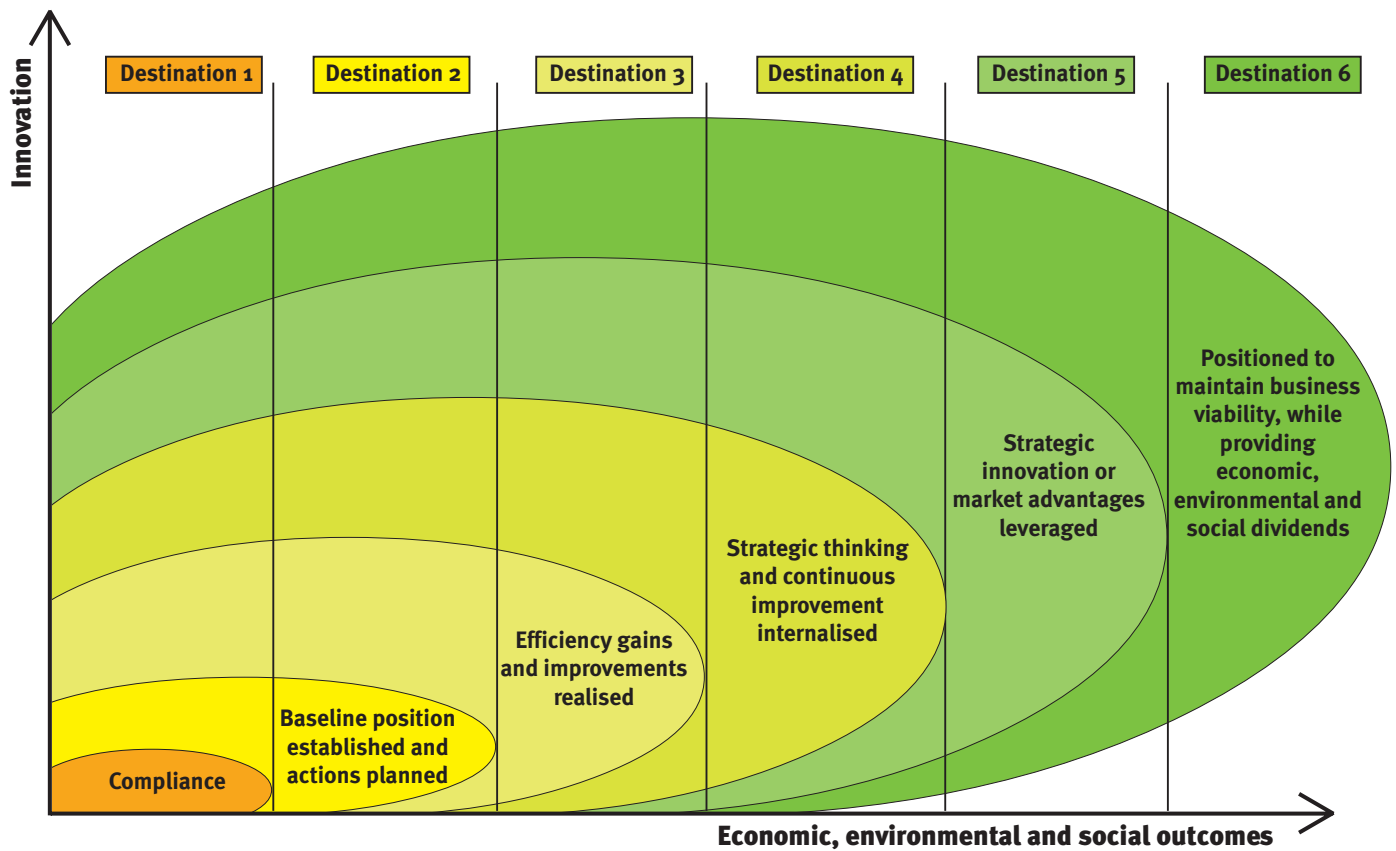 Innovation
Destination 1
Destination 2
Destination 3
Destination 4
Destination 5
Destination 6
Compliance
Baseline position
established and
actions planned
Efficiency gains
and improvements
realised
Strategic thinking
and continuous
improvement
internalised
Strategic
innovation or
market advantages
leveraged
Positioned to
maintain business
viability, while
providing
economic,
environmental and
social dividends
Economic, environmental and social outcomes